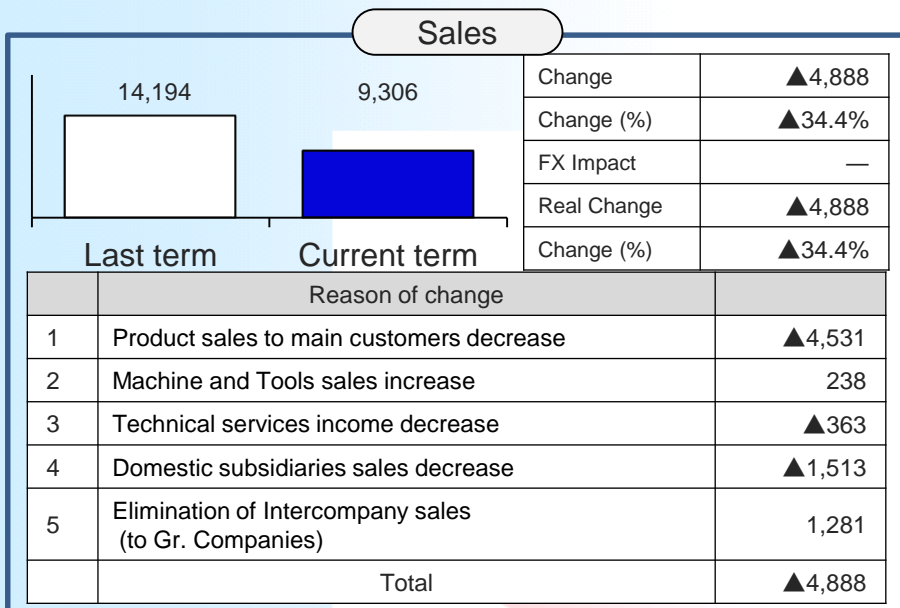 Sales
14,194
9,306
Last term
Current term
Change ▲4,888
Change (%) ▲34.4%
FX Impact —
Real Change ▲4,888
Change (%) ▲34.4%
Reason of change
1 Product sales to main customers decrease ▲4,531
2 Machine and Tools sales increase 238
3 Technical services income decrease ▲363
4 Domestic subsidiaries sales decrease ▲1,513
5 Elimination of Intercompany sales
(to Gr. Companies) 1,281
Total ▲4,888